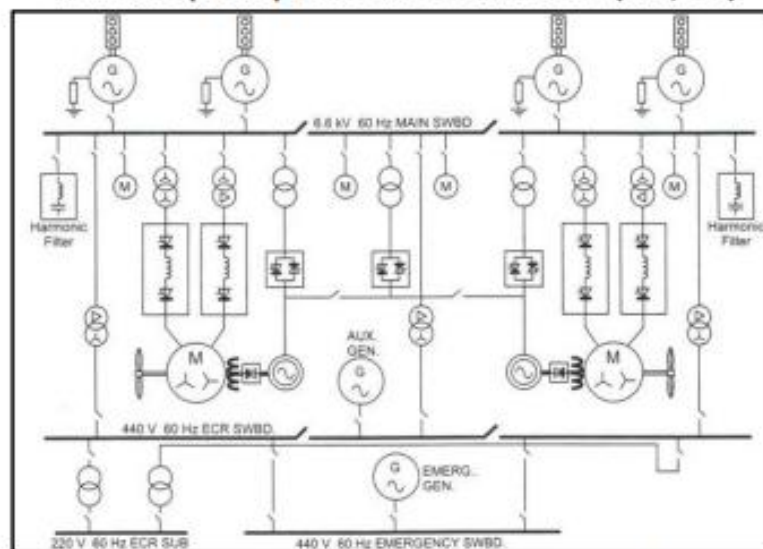 G
G
G
G
6.6 kV 60 Hz MAIN SWBD
M
M
M
M
Harmonic
Filter
Harmonic
Filter
AUX.
GEN.
M
M
G
440 V 60 Hz ECR SWBD.
G
EMERG..
GEN.
220 V 60 Hz ECR SUB
440 V 60 Hz EMERGENCY SWBD.